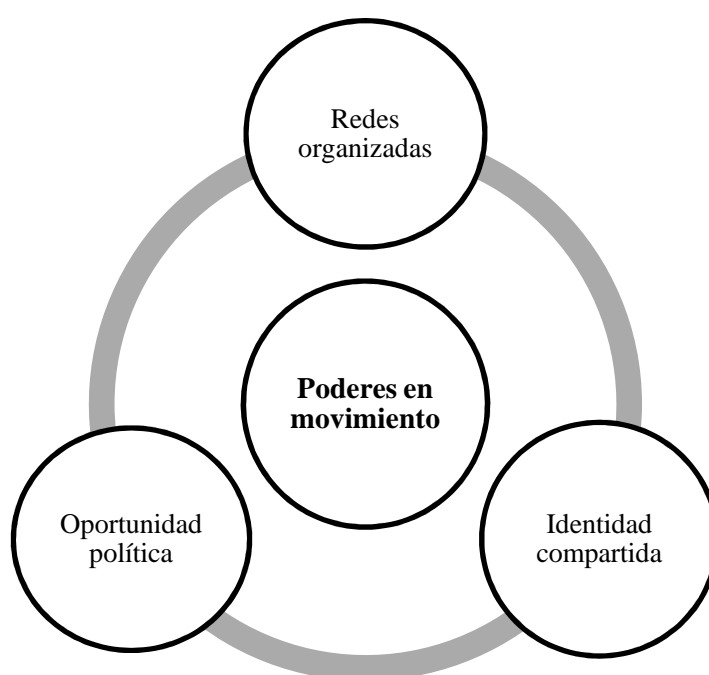 Redes
organizadas
Poderes en
movimiento
Oportunidad
política
Identidad
compartida